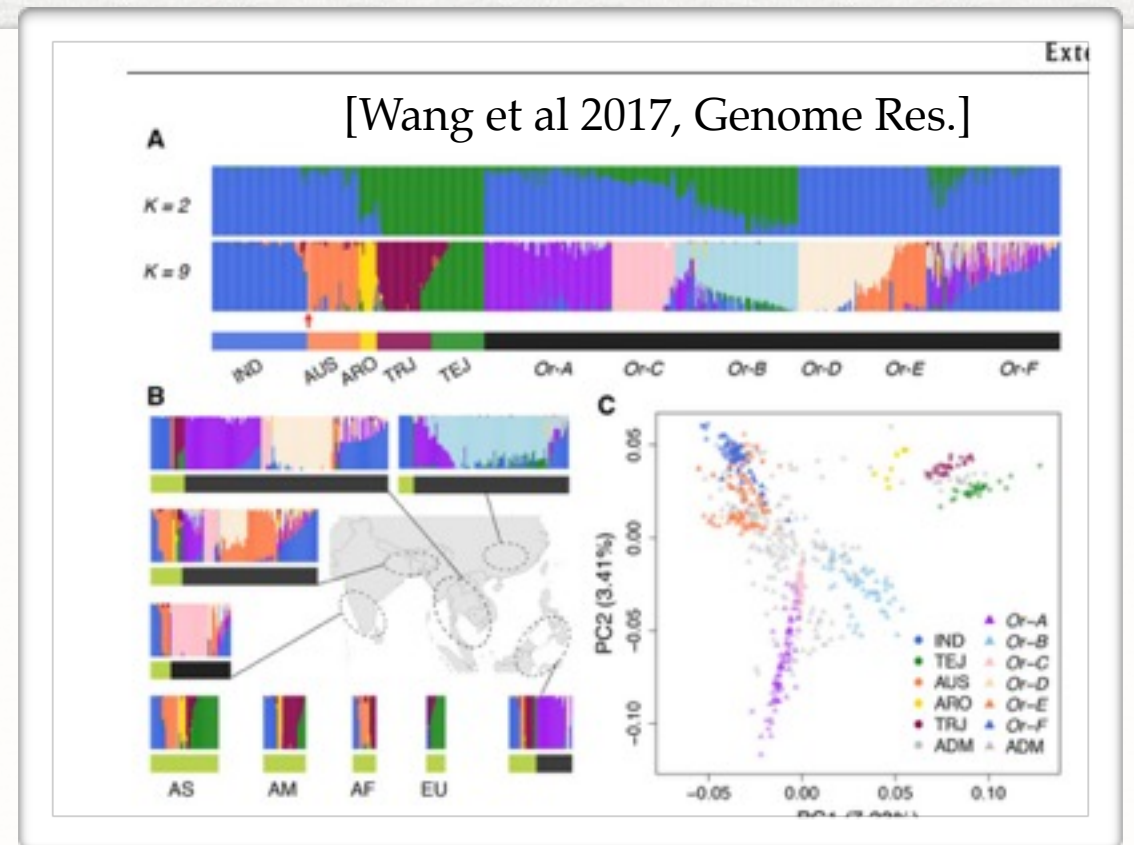 Exte
[Wang et al 2017, Genome Res.]
A
K = 2
K = 9
IND AUS ARO TRJ TEJ Or-A Or-C Or-B Or-D Or-E Or-F
B
AS AM AF EU
C
PC2 (3.41%)
0.05
0.00
−0.05
−0.10
IND
TEJ
AUS
ARO
TRJ
ADM
Or−A
Or−B
Or−C
Or−D
Or−E
Or−F
ADM
−0.05 0.00 0.05 0.10